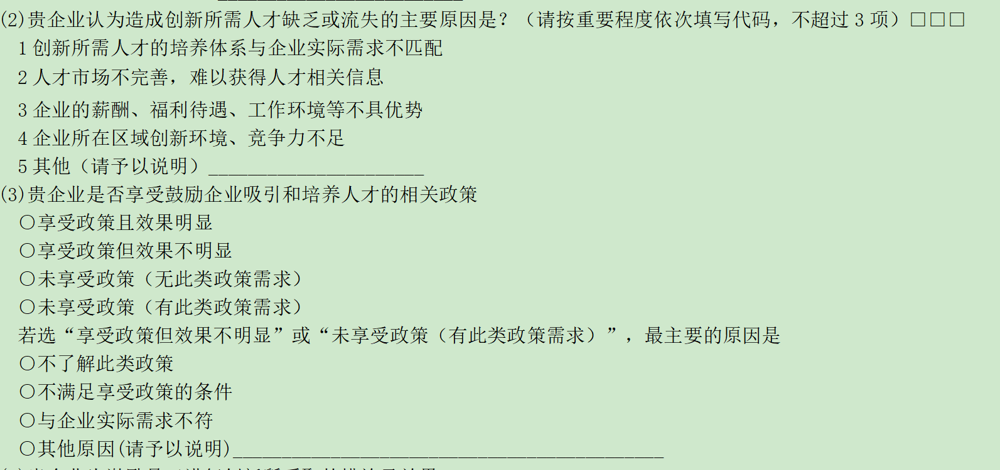 (2)贵企业认为造成创新所需人才缺乏或流失的主要原因是？（请按重要程度依次填写代码，不超过 3 项）□□□
1 创新所需人才的培养体系与企业实际需求不匹配
2 人才市场不完善，难以获得人才相关信息
3 企业的薪酬、福利待遇、工作环境等不具优势
4 企业所在区域创新环境、竞争力不足
5 其他（请予以说明）______________________
(3)贵企业是否享受鼓励企业吸引和培养人才的相关政策
○享受政策且效果明显
○享受政策但效果不明显
○未享受政策（无此类政策需求）
○未享受政策（有此类政策需求）
若选“享受政策但效果不明显”或“未享受政策（有此类政策需求）”，最主要的原因是
○不了解此类政策
○不满足享受政策的条件
○与企业实际需求不符
○其他原因(请予以说明)____________________________________________